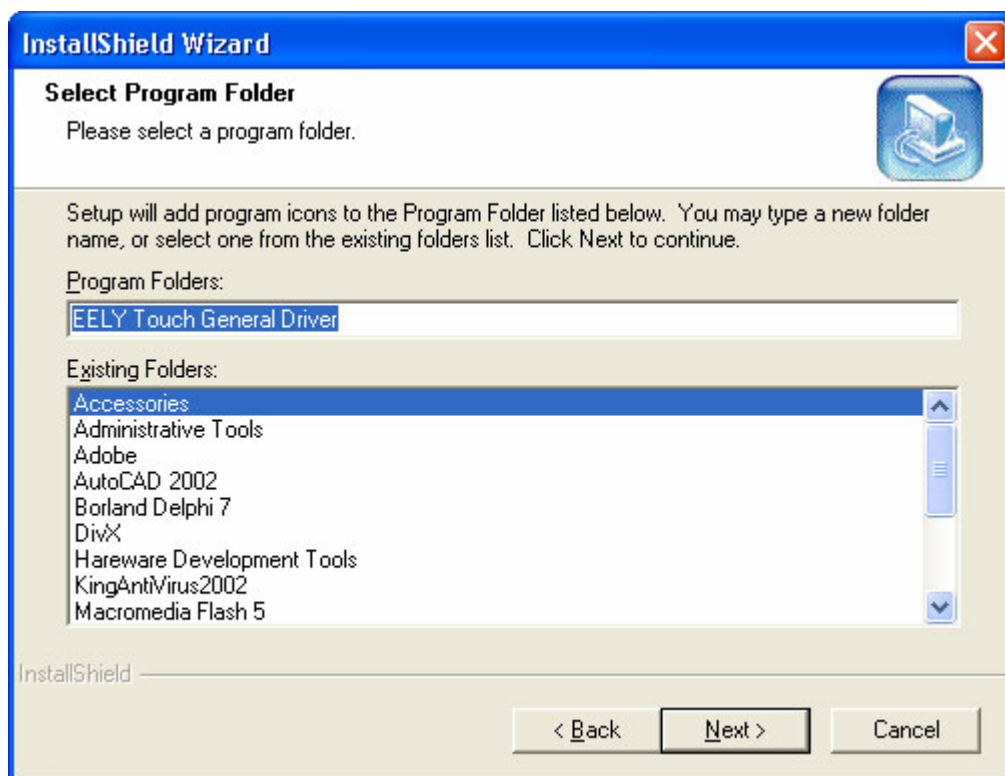 InstallShield Wizard
Select Program Folder
Please select a program folder.
Setup will add program icons to the Program Folder listed below.  You may type a new folder
name, or select one from the existing folders list.  Click Next to continue.
Program Folders:
EELY Touch General Driver
Existing Folders:
Accessories
Administrative Tools
Adobe
AutoCAD 2002
Borland Delphi 7
DivX
Hareware Development Tools
KingAntiVirus2002
Macromedia Flash 5
InstallShield
< Back
Next >
Cancel